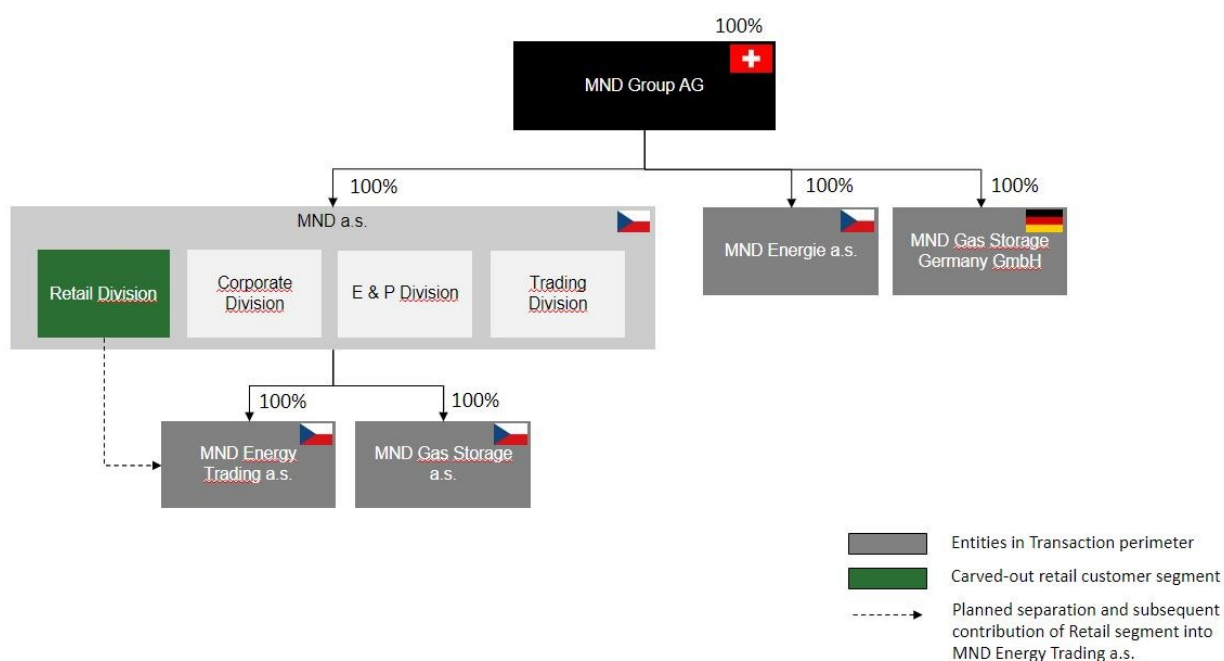 100%
MND Group AG
100%
100%
100%
MND a.s.
Retail Division
Corporate
Division
E & P Division
Trading
Division
MND Energie a.s.
MND Gas Storage
Germany GmbH
100%
100%
MND Energy
Trading a.s.
MND Gas Storage
a.s.
Entities in Transaction perimeter
Carved-out retail customer segment
Planned separation and subsequent
contribution of Retail segment into
MND Energy Trading a.s.